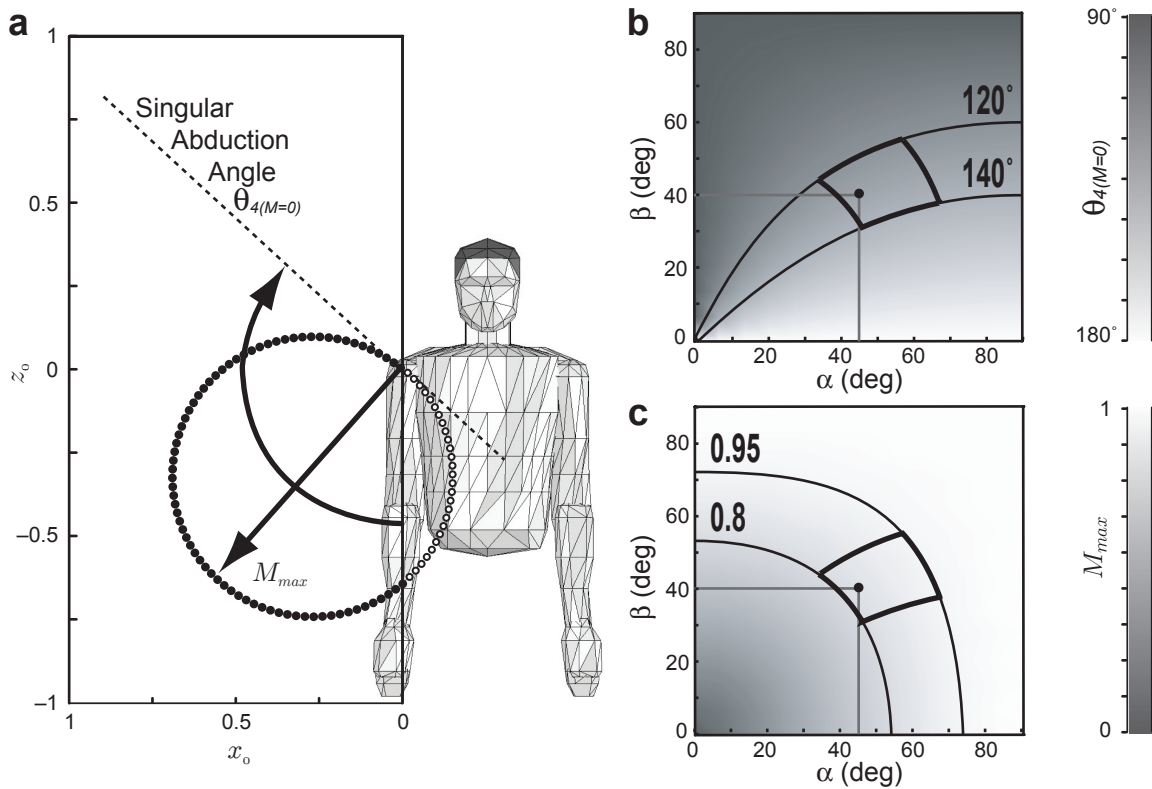 a
1
0.5
0
−0.5
−1
z₀
1
0.5
0
x₀
Singular
Abduction
Angle
θ4(M=0)
Mmax
b
80
60
40
20
0
β (deg)
0
20
40
60
80
α (deg)
120°
140°
90°
θ4(M=0)
180°
c
80
60
40
20
0
β (deg)
0
20
40
60
80
α (deg)
0.95
0.8
1
Mmax
0